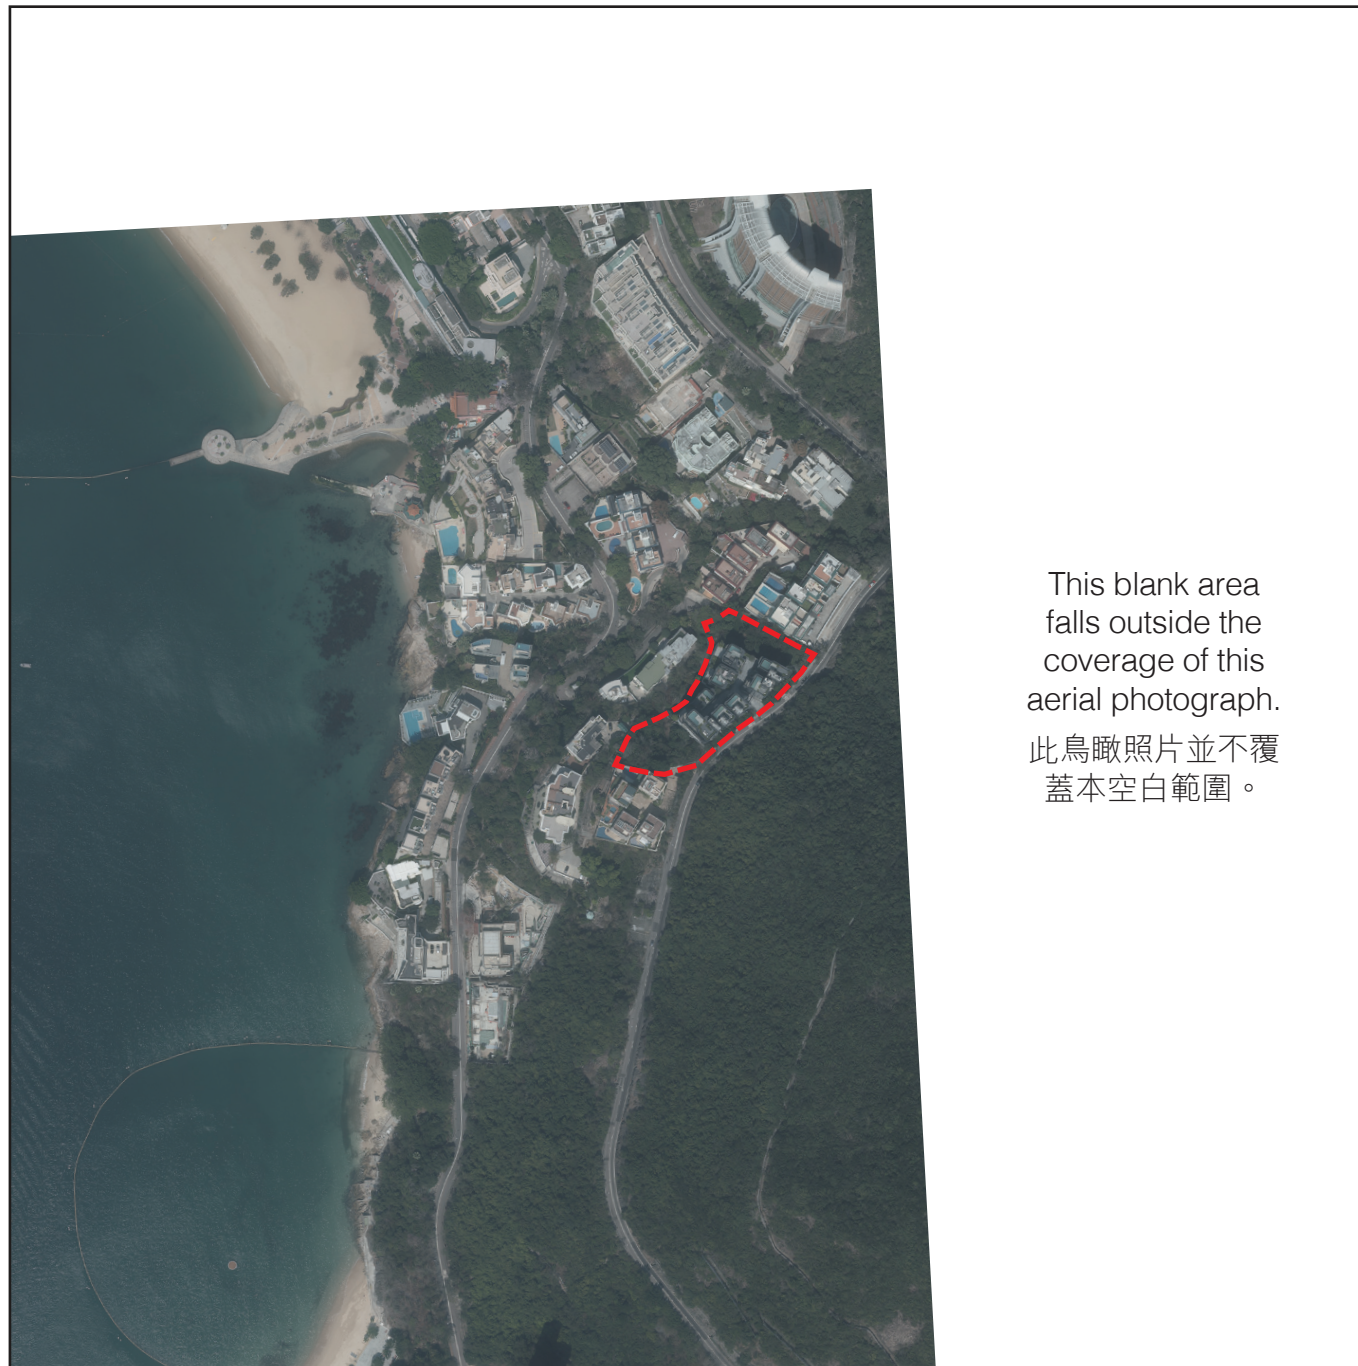 This blank area
falls outside the
coverage of this
aerial photograph.
此鳥瞰照片並不覆
蓋本空白範圍。